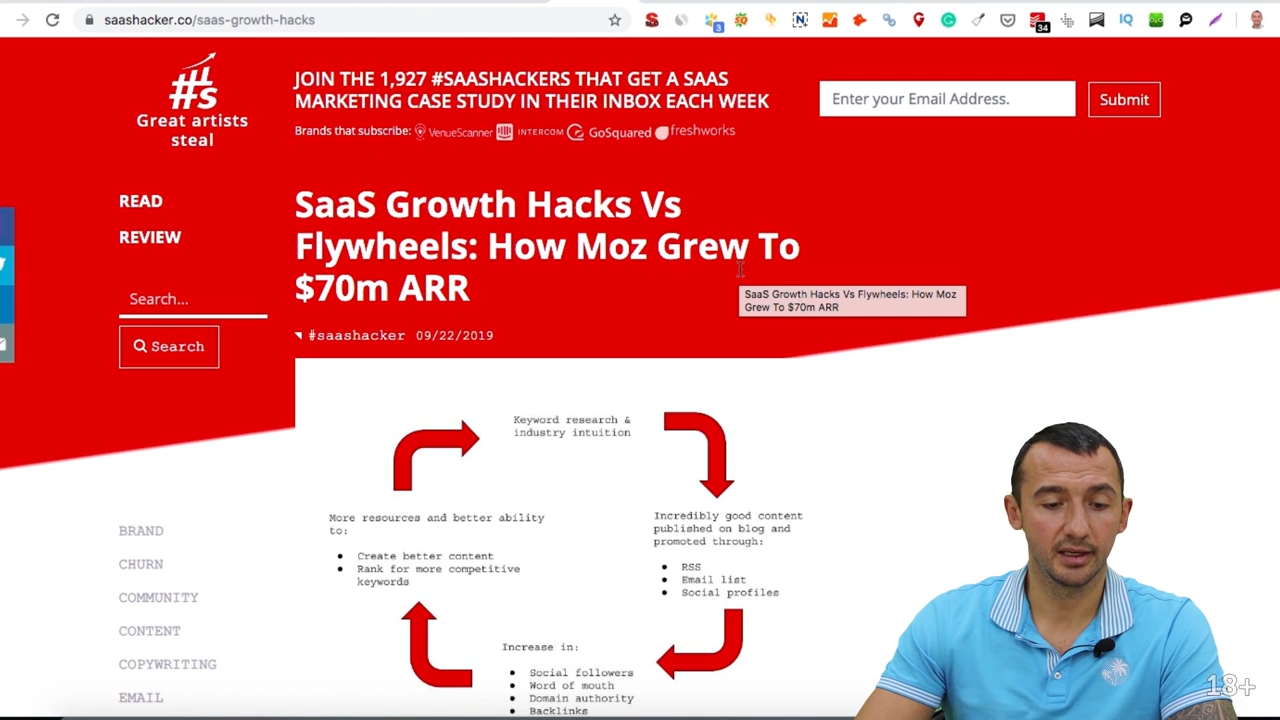 saashacker.co/saas-growth-hacks
3
34
IQ
#s
Great artists
steal
JOIN THE 1,927 #SAASHACKERS THAT GET A SAAS
MARKETING CASE STUDY IN THEIR INBOX EACH WEEK
Brands that subscribe: VenueScanner INTERCOM GoSquared freshworks
Enter your Email Address.
Submit
READ
REVIEW
Search...
Search
SaaS Growth Hacks Vs
Flywheels: How Moz Grew To
$70m ARR
SaaS Growth Hacks Vs Flywheels: How Moz
Grew To $70m ARR
#saashacker 09/22/2019
Keyword research &
industry intuition
Incredibly good content
published on blog and
promoted through:
● RSS
● Email list
● Social profiles
More resources and better ability
to:
● Create better content
● Rank for more competitive
keywords
Increase in:
● Social followers
● Word of mouth
● Domain authority
● Backlinks
BRAND
CHURN
COMMUNITY
CONTENT
COPYWRITING
EMAIL
18+